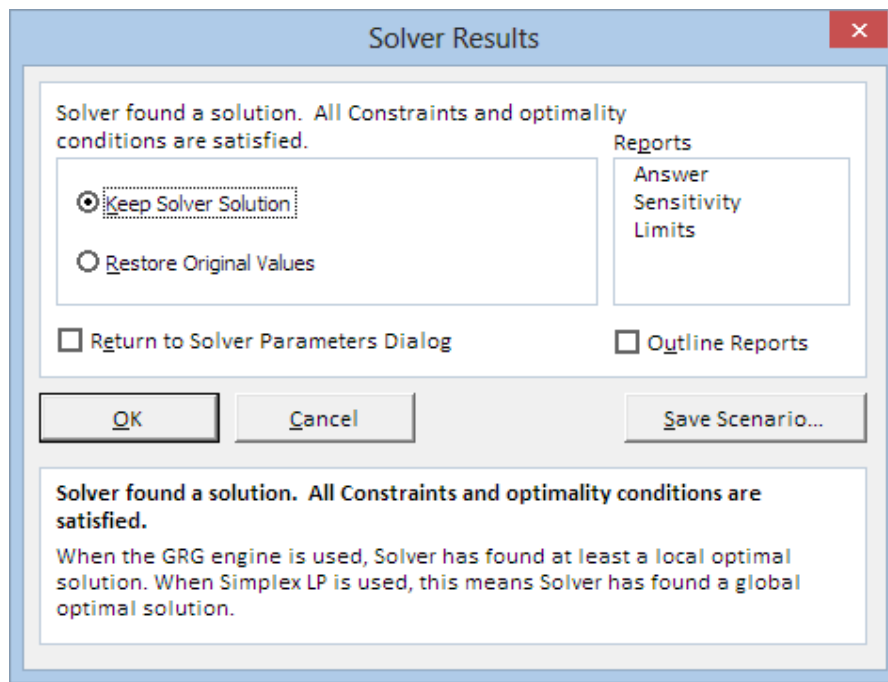 Solver Results
Solver found a solution. All Constraints and optimality
conditions are satisfied.
Reports
Keep Solver Solution
Restore Original Values
Answer
Sensitivity
Limits
Return to Solver Parameters Dialog
Outline Reports
OK
Cancel
Save Scenario...
Solver found a solution. All Constraints and optimality conditions are
satisfied.
When the GRG engine is used, Solver has found at least a local optimal
solution. When Simplex LP is used, this means Solver has found a global
optimal solution.